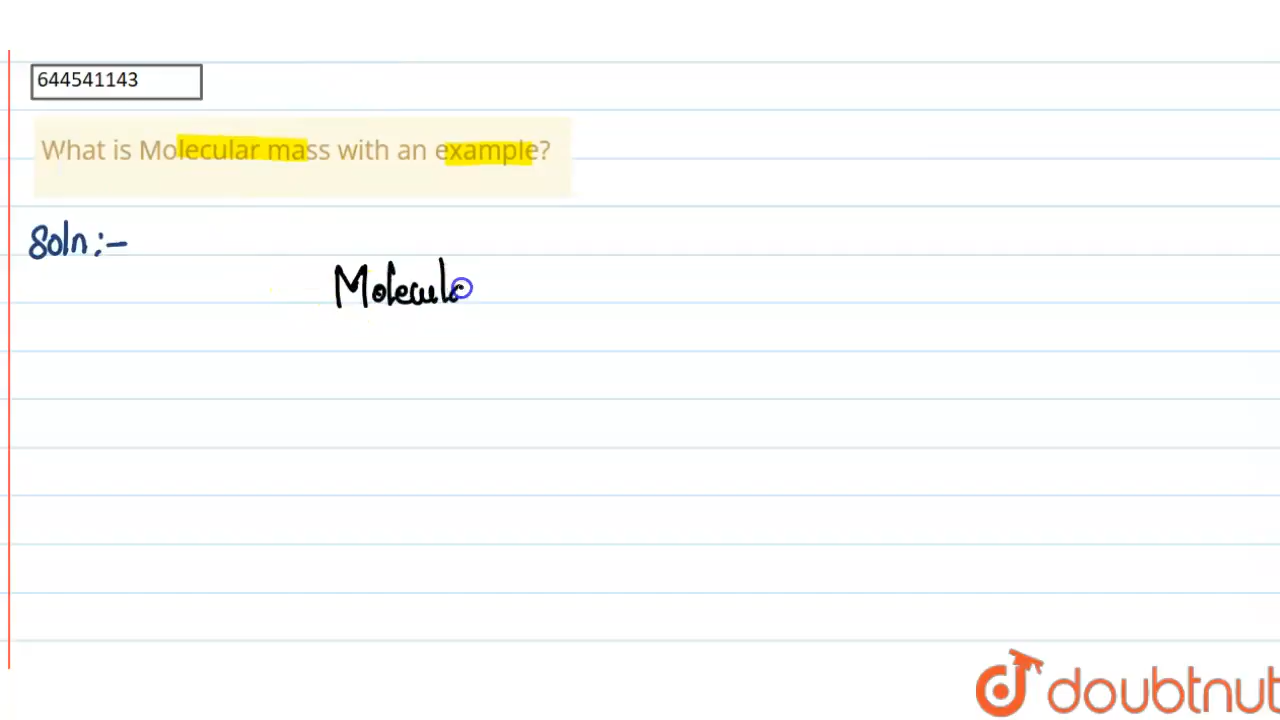 644541143
What is Molecular mass with an example?
Soln :-
Molecula
doubtnut